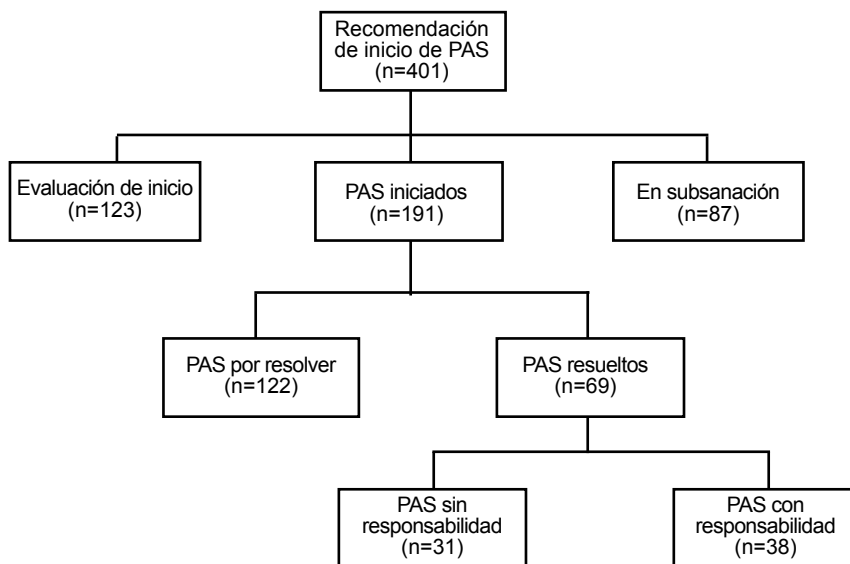 Recomendación
de inicio de PAS
(n=401)
Evaluación de inicio
(n=123)
PAS iniciados
(n=191)
En subsanación
(n=87)
PAS por resolver
(n=122)
PAS resueltos
(n=69)
PAS sin
responsabilidad
(n=31)
PAS con
responsabilidad
(n=38)